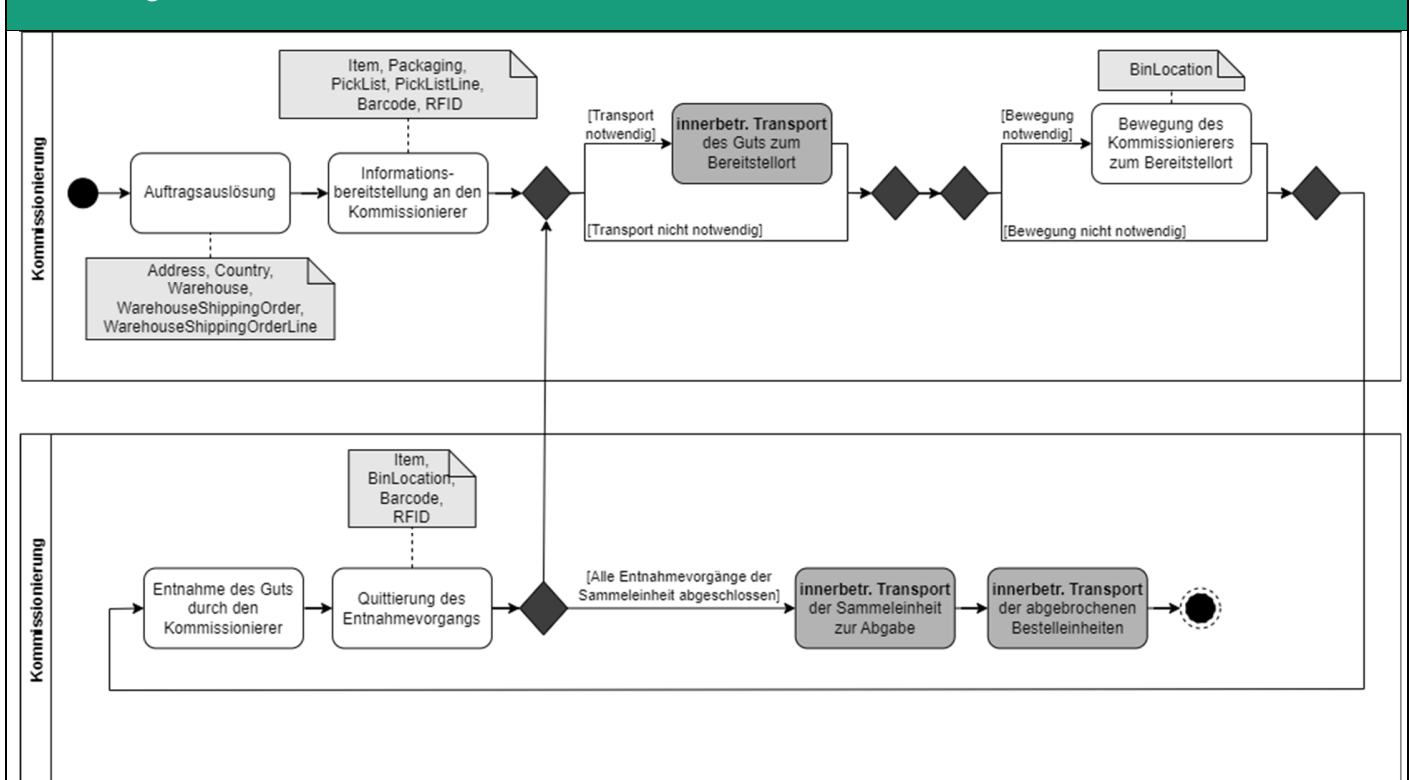 Kommissionierung
Item, Packaging,
PickList, PickListLine,
Barcode, RFID
BinLocation
Auftragsauslösung
Informations-
bereitstellung an den
Kommissionierer
[Transport
notwendig]
innerbetr. Transport
des Guts zum
Bereitstellort
[Transport nicht notwendig]
[Bewegung
notwendig]
Bewegung des
Kommissionierers
zum Bereitstellort
[Bewegung nicht notwendig]
Address, Country,
Warehouse,
WarehouseShippingOrder,
WarehouseShippingOrderLine
Kommissionierung
Item,
BinLocation,
Barcode,
RFID
Entnahme des Guts
durch den
Kommissionierer
Quittierung des
Entnahmevorgangs
[Alle Entnahmevorgänge der
Sammeleinheit abgeschlossen]
innerbetr. Transport
der Sammeleinheit
zur Abgabe
innerbetr. Transport
der abgebrochenen
Bestelleinheiten